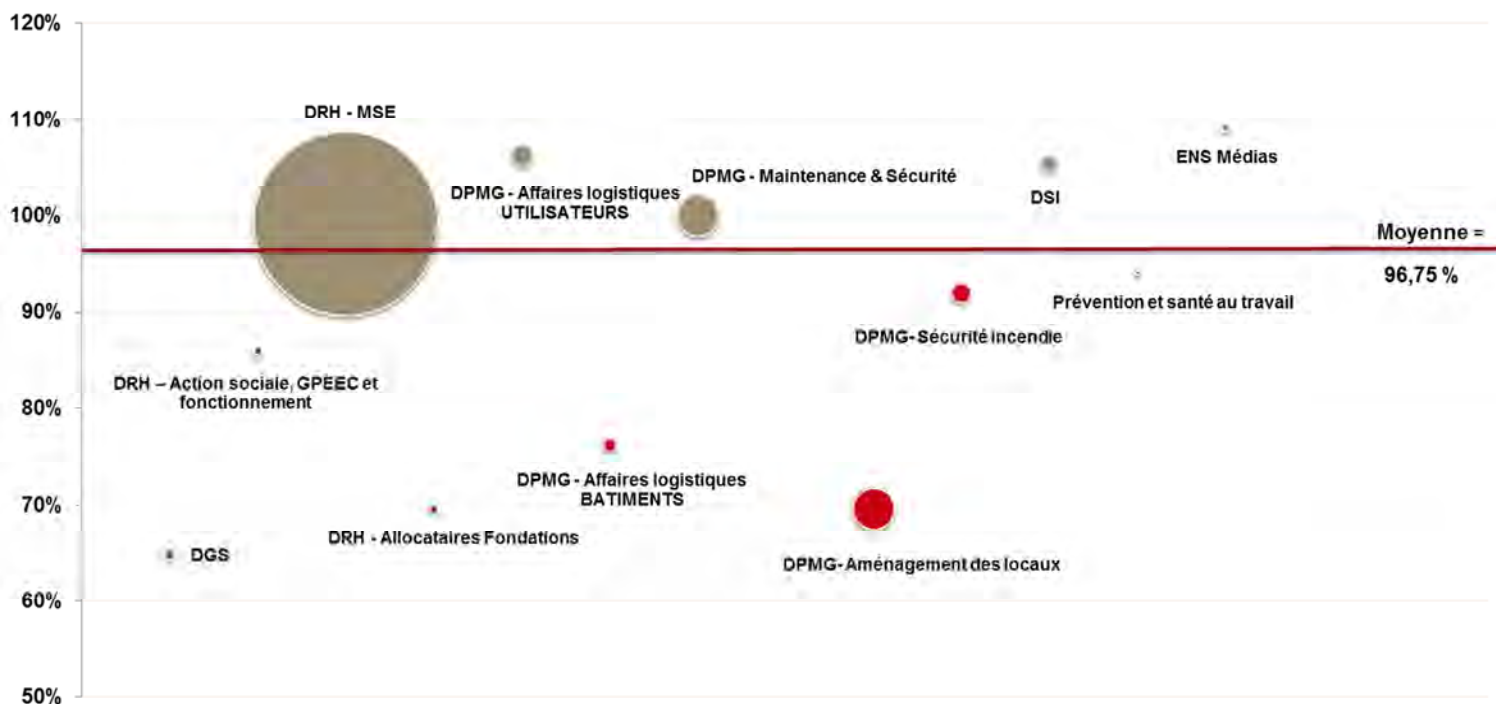 120%
110%
100%
90%
80%
70%
60%
50%
DRH - MSE
DPMG - Affaires logistiques
UTILISATEURS
DPMG - Maintenance & Sécurité
DSI
ENS Médias
Moyenne =
96,75 %
Prévention et santé au travail
DPMG- Sécurité incendie
DRH – Action sociale, GPEEC et
fonctionnement
DPMG - Affaires logistiques
BATIMENTS
DRH - Allocataires Fondations
DGS
DPMG- Aménagement des locaux